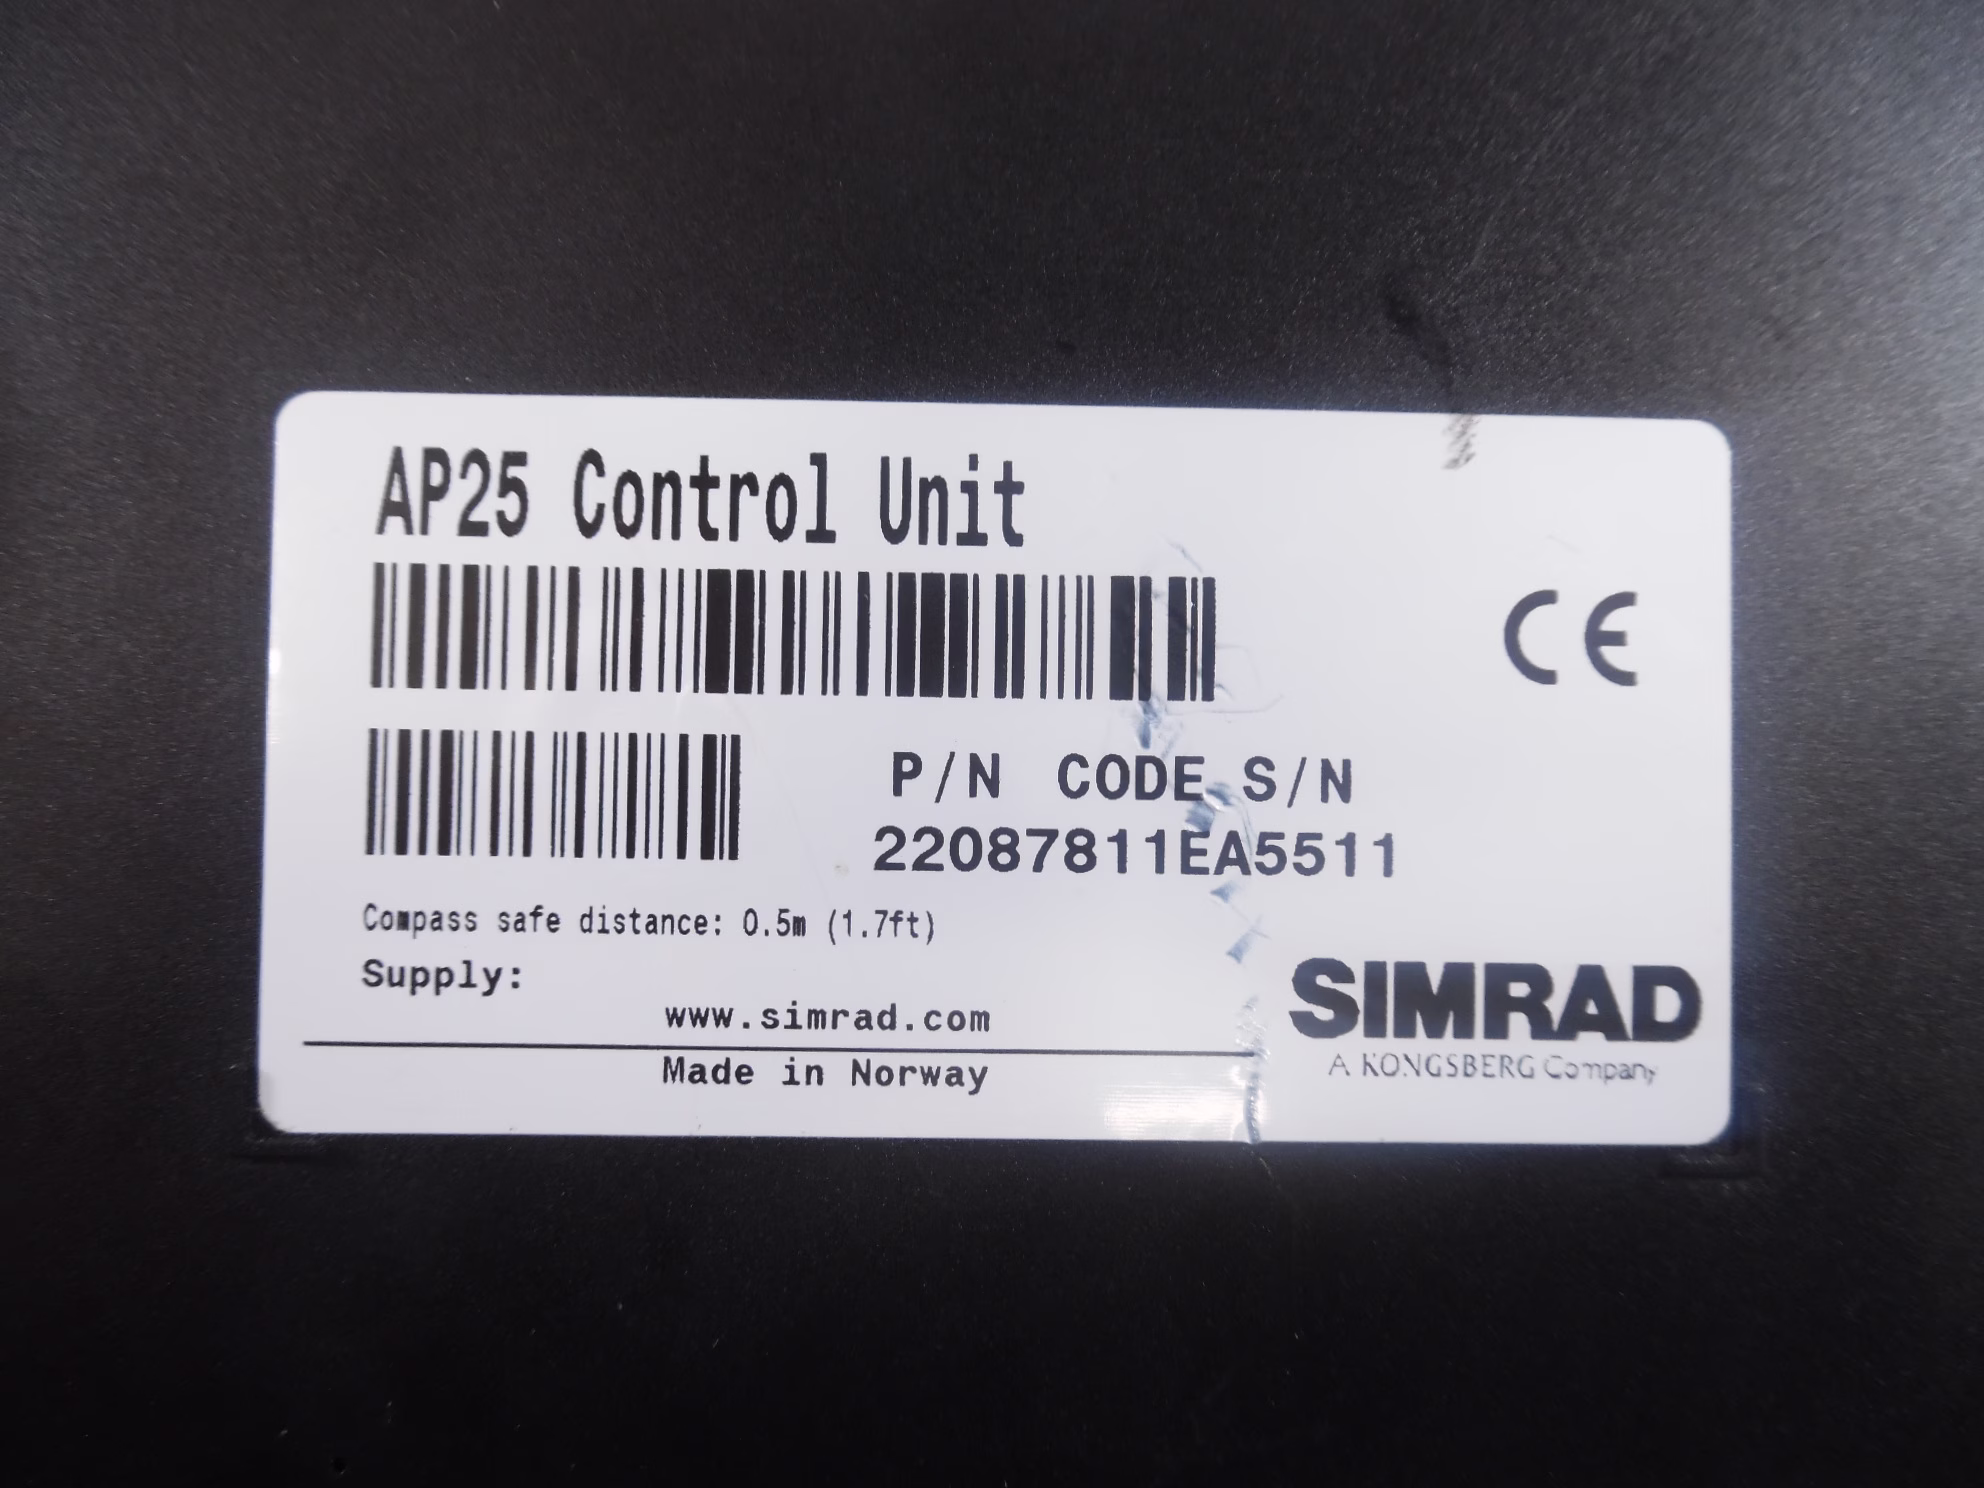 AP25 Control Unit
CE
P/N CODE S/N
22087811EA5511
Compass safe distance: 0.5m (1.7ft)
Supply:
www.simrad.com
Made in Norway
SIMRAD
A KONGSBERG Company